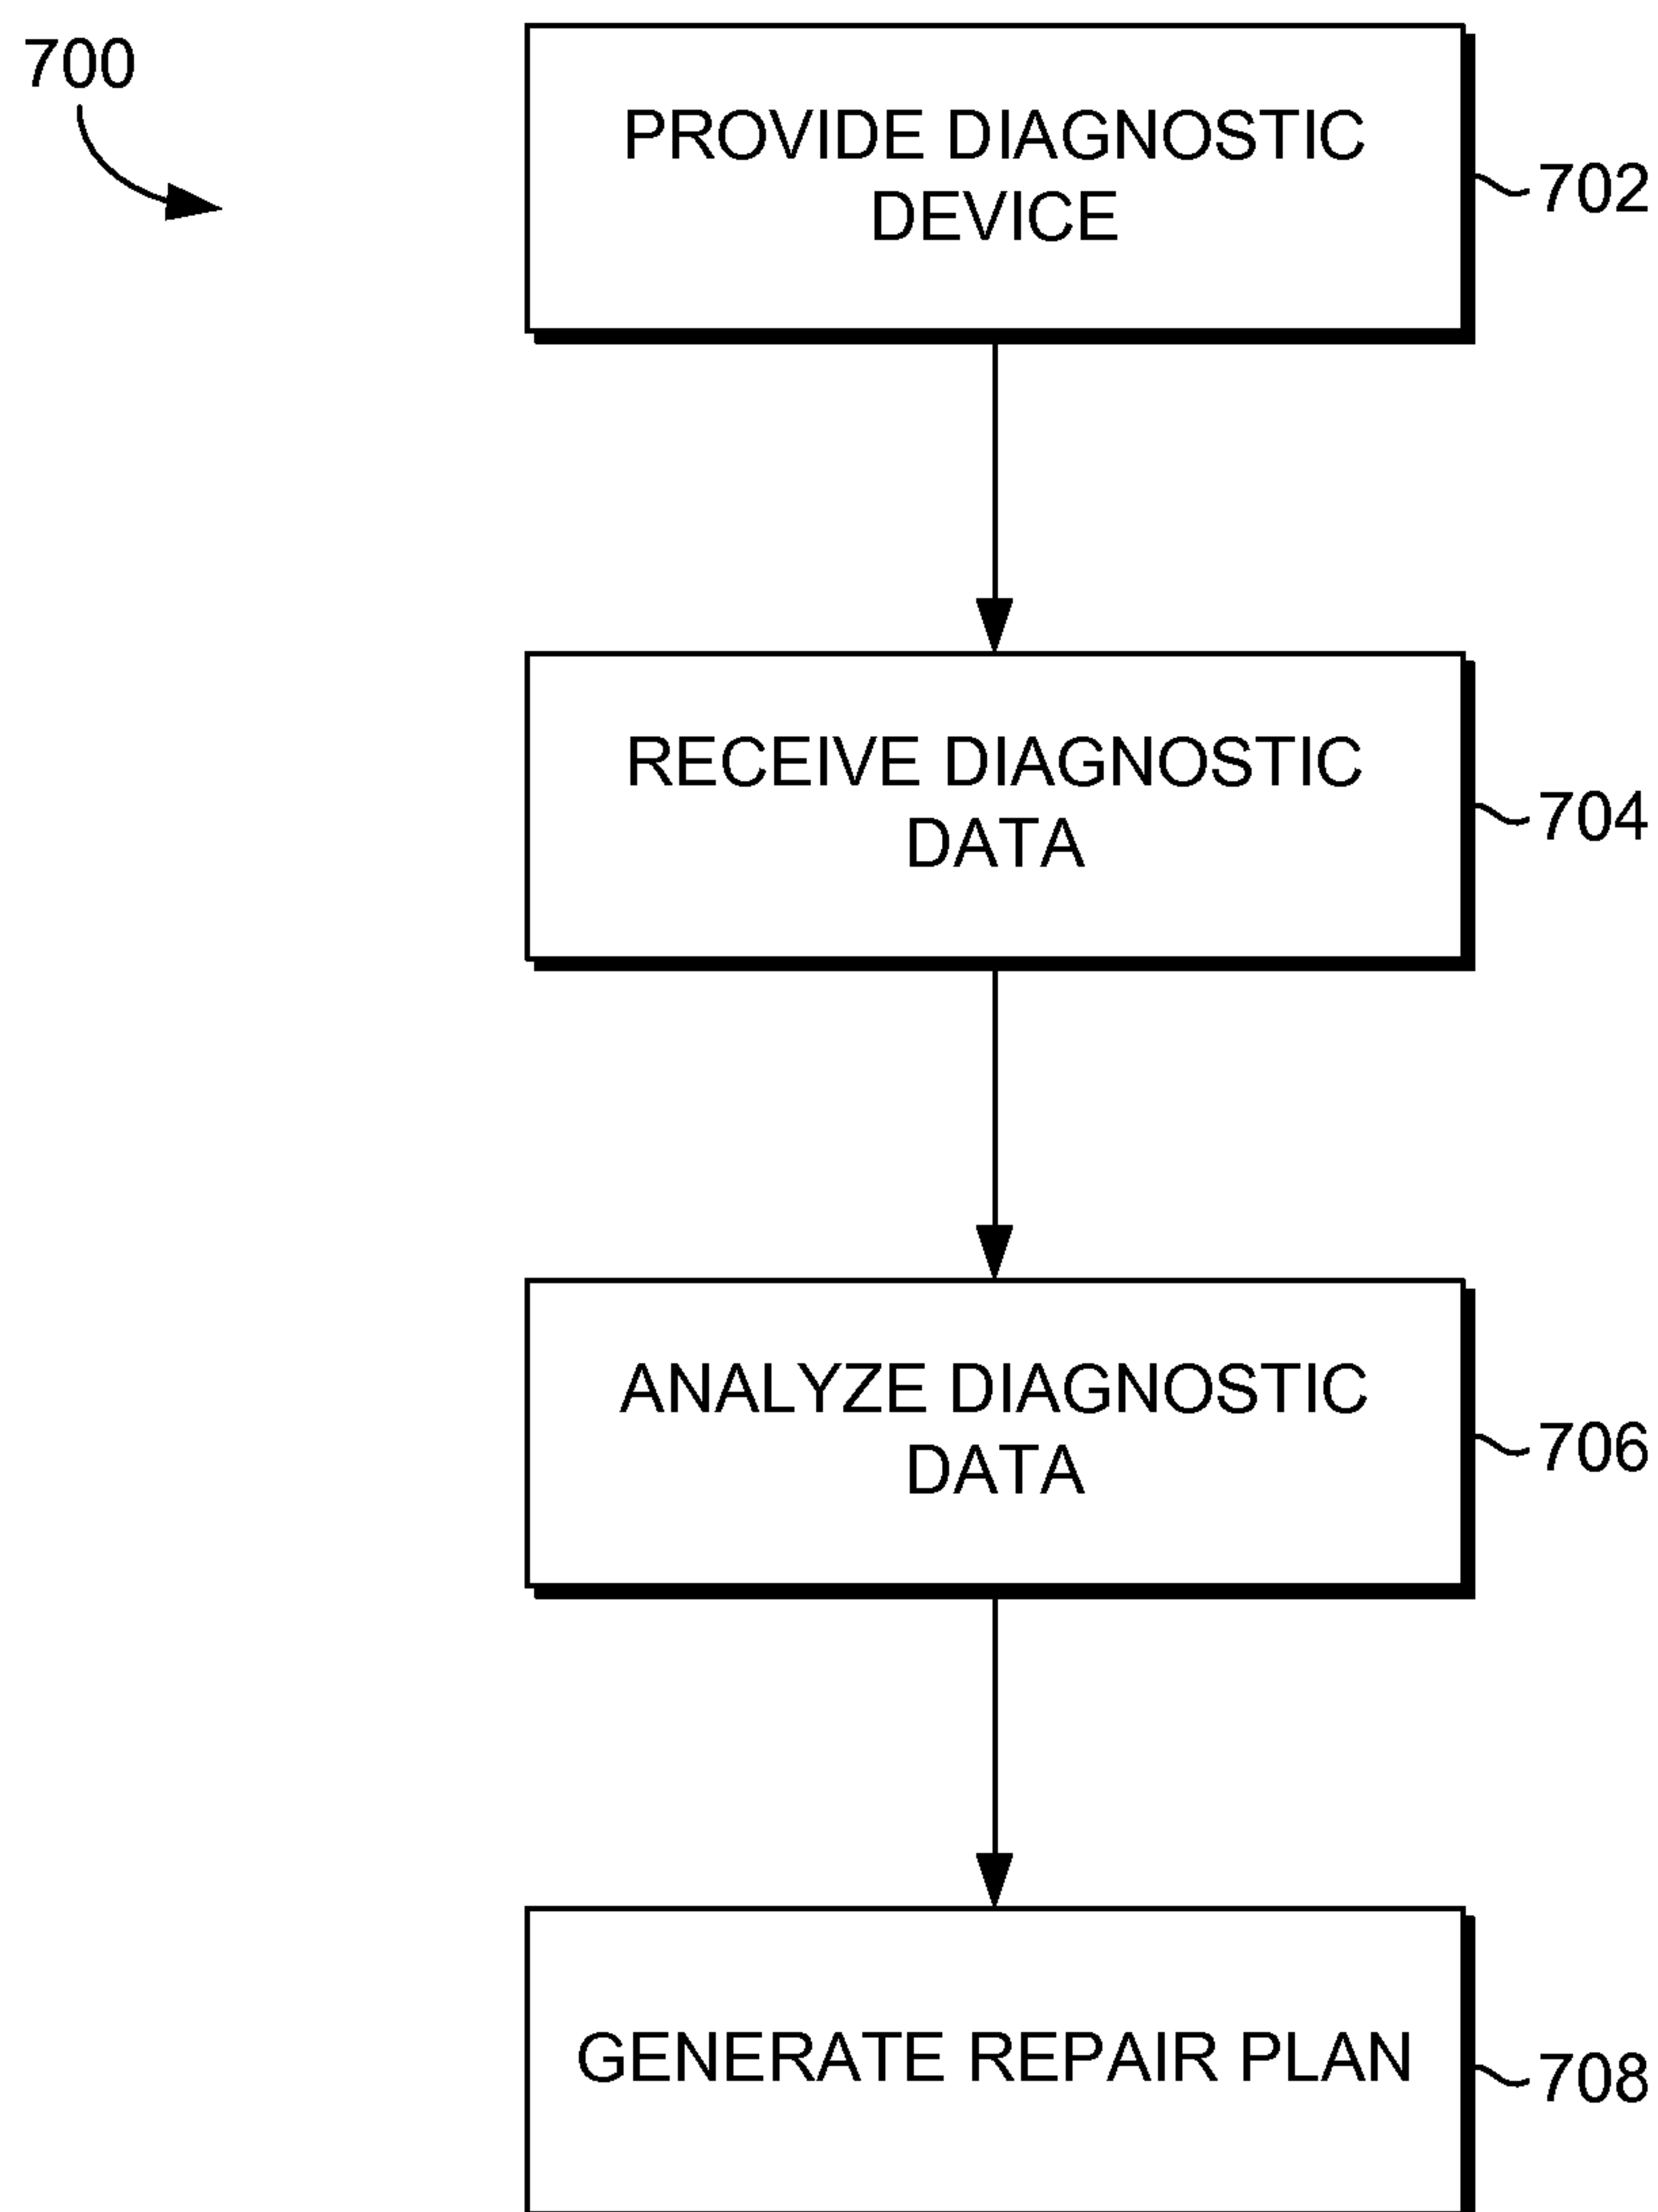 700
PROVIDE DIAGNOSTIC
DEVICE
702
RECEIVE DIAGNOSTIC
DATA
704
ANALYZE DIAGNOSTIC
DATA
706
GENERATE REPAIR PLAN
708